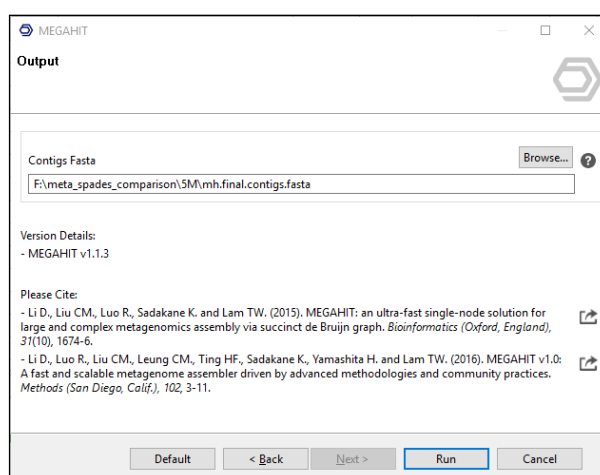 MEGAHIT
Output
Contigs Fasta
Browse...
F:\meta_spades_comparison\5M\mh.final.contigs.fasta
Version Details:
- MEGAHIT v1.1.3
Please Cite:
- Li D., Liu CM., Luo R., Sadakane K. and Lam TW. (2015). MEGAHIT: an ultra-fast single-node solution for
large and complex metagenomics assembly via succinct de Bruijn graph. Bioinformatics (Oxford, England),
31(10), 1674-6.
- Li D., Luo R., Liu CM., Leung CM., Ting HF., Sadakane K., Yamashita H. and Lam TW. (2016). MEGAHIT v1.0:
A fast and scalable metagenome assembler driven by advanced methodologies and community practices.
Methods (San Diego, Calif.), 102, 3-11.
Default
< Back
Next >
Run
Cancel